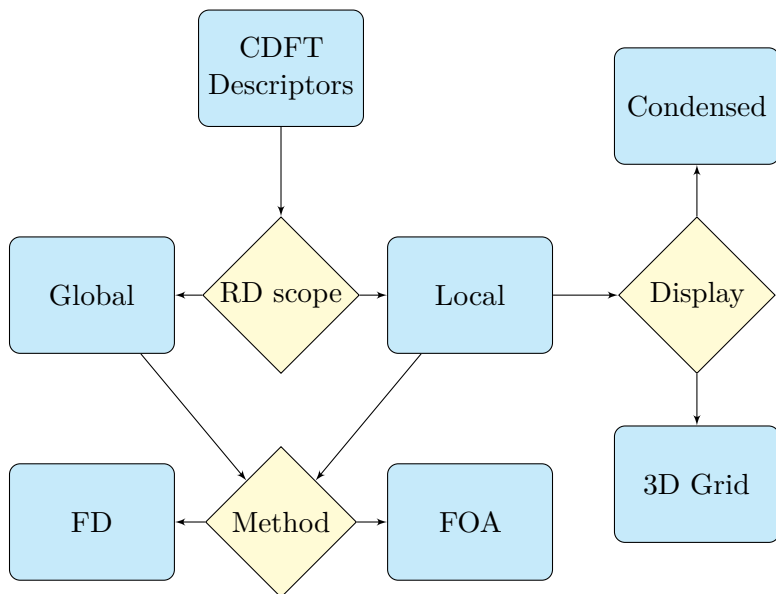 CDFT
Descriptors
Condensed
Global
RD scope
Local
Display
3D Grid
FD
Method
FOA